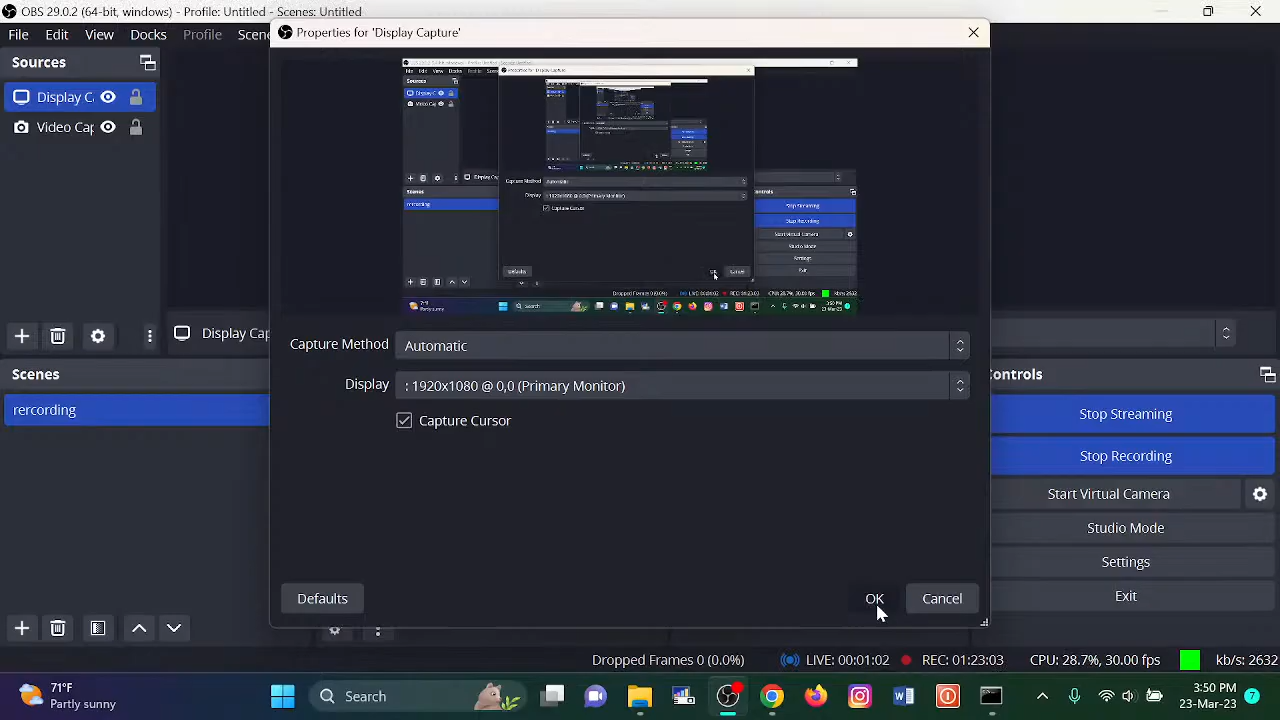 OBS 29.0.2 (64-bit, windows) - Profile: Untitled - Scenes: Untitled
File Edit View Docks Profile Scen
Properties for 'Display Capture'
Sources
Display C
Video Ca
Display Cap
Scenes
rercording
Capture Method
Automatic
Display
: 1920x1080 @ 0,0 (Primary Monitor)
Capture Cursor
Defaults
OK
Cancel
Controls
Stop Streaming
Stop Recording
Start Virtual Camera
Studio Mode
Settings
Exit
Dropped Frames 0 (0.0%) LIVE: 00:01:02 REC: 01:23:03 CPU: 28.7%, 30.00 fps kb/s: 2632
71°F
Partly sunny
Search
3:50 PM
23-Mar-23
7